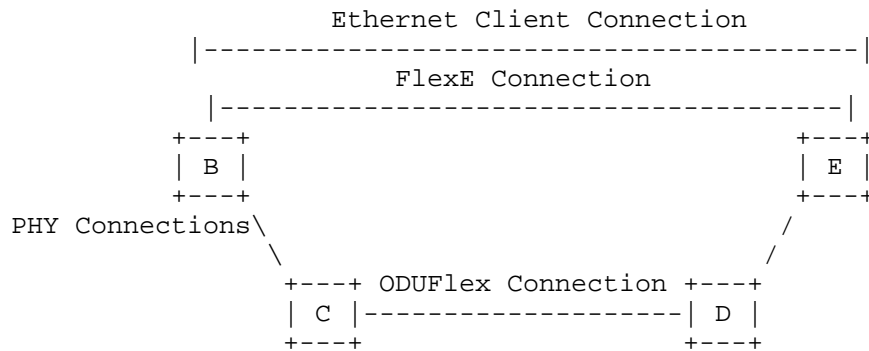 Ethernet Client Connection
|-----------------------------------------|
FlexE Connection
|---------------------------------------|
+---+ +---+
| B | | E |
+---+ +---+
PHY Connections\ /
\ /
+---+ ODUFlex Connection +---+
| C |--------------------| D |
+---+ +---+